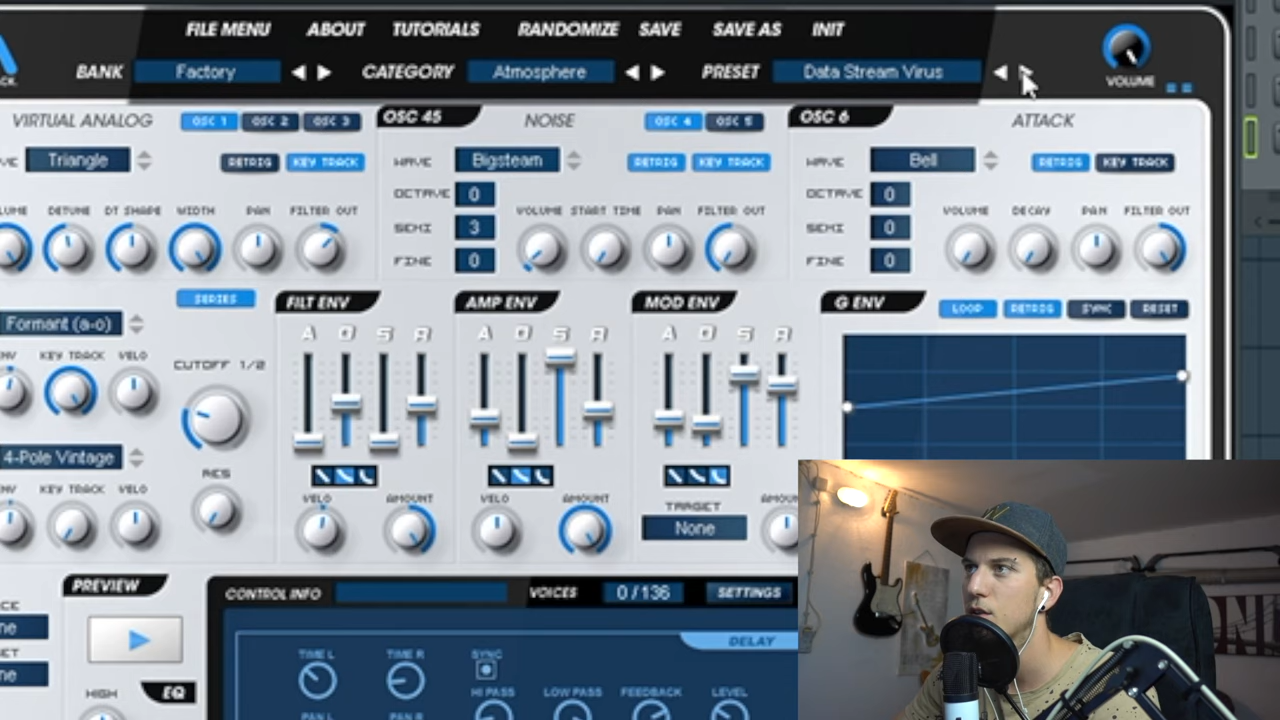 FILE MENU ABOUT TUTORIALS RANDOMIZE SAVE SAVE AS INIT
BANK Factory CATEGORY Atmosphere PRESET Data Stream Virus
VOLUME
VIRTUAL ANALOG OSC 1 OSC 2 OSC 3 OSC 45 NOISE OSC 4 OSC 5 OSC 6 ATTACK
Triangle RETRIG KEY TRACK WAVE Bigsteam RETRIG KEY TRACK WAVE Bell RETRIG KEY TRACK
OCTAVE 0 OCTAVE 0
DETUNE DT SHAPE WIDTH PAN FILTER OUT VOLUME START TIME PAN FILTER OUT VOLUME DECAY PAN FILTER OUT
SEMI 3 SEMI 0
FINE 0 FINE 0
SERIES FILT ENV AMP ENV MOD ENV G ENV LOOP RETRIG SYNC RESET
Formant (a-o)
A D S R A D S R A D S R
KEY TRACK VELO CUTOFF 1/2
4-Pole Vintage
RES
KEY TRACK VELO VELO AMOUNT VELO AMOUNT TARGET
None
PREVIEW CONTROL INFO VOICES 0/136 SETTINGS
DELAY
TIME L TIME R SYNC
HIGH EQ HI PASS LOW PASS FEEDBACK LEVEL
PAN L PAN R